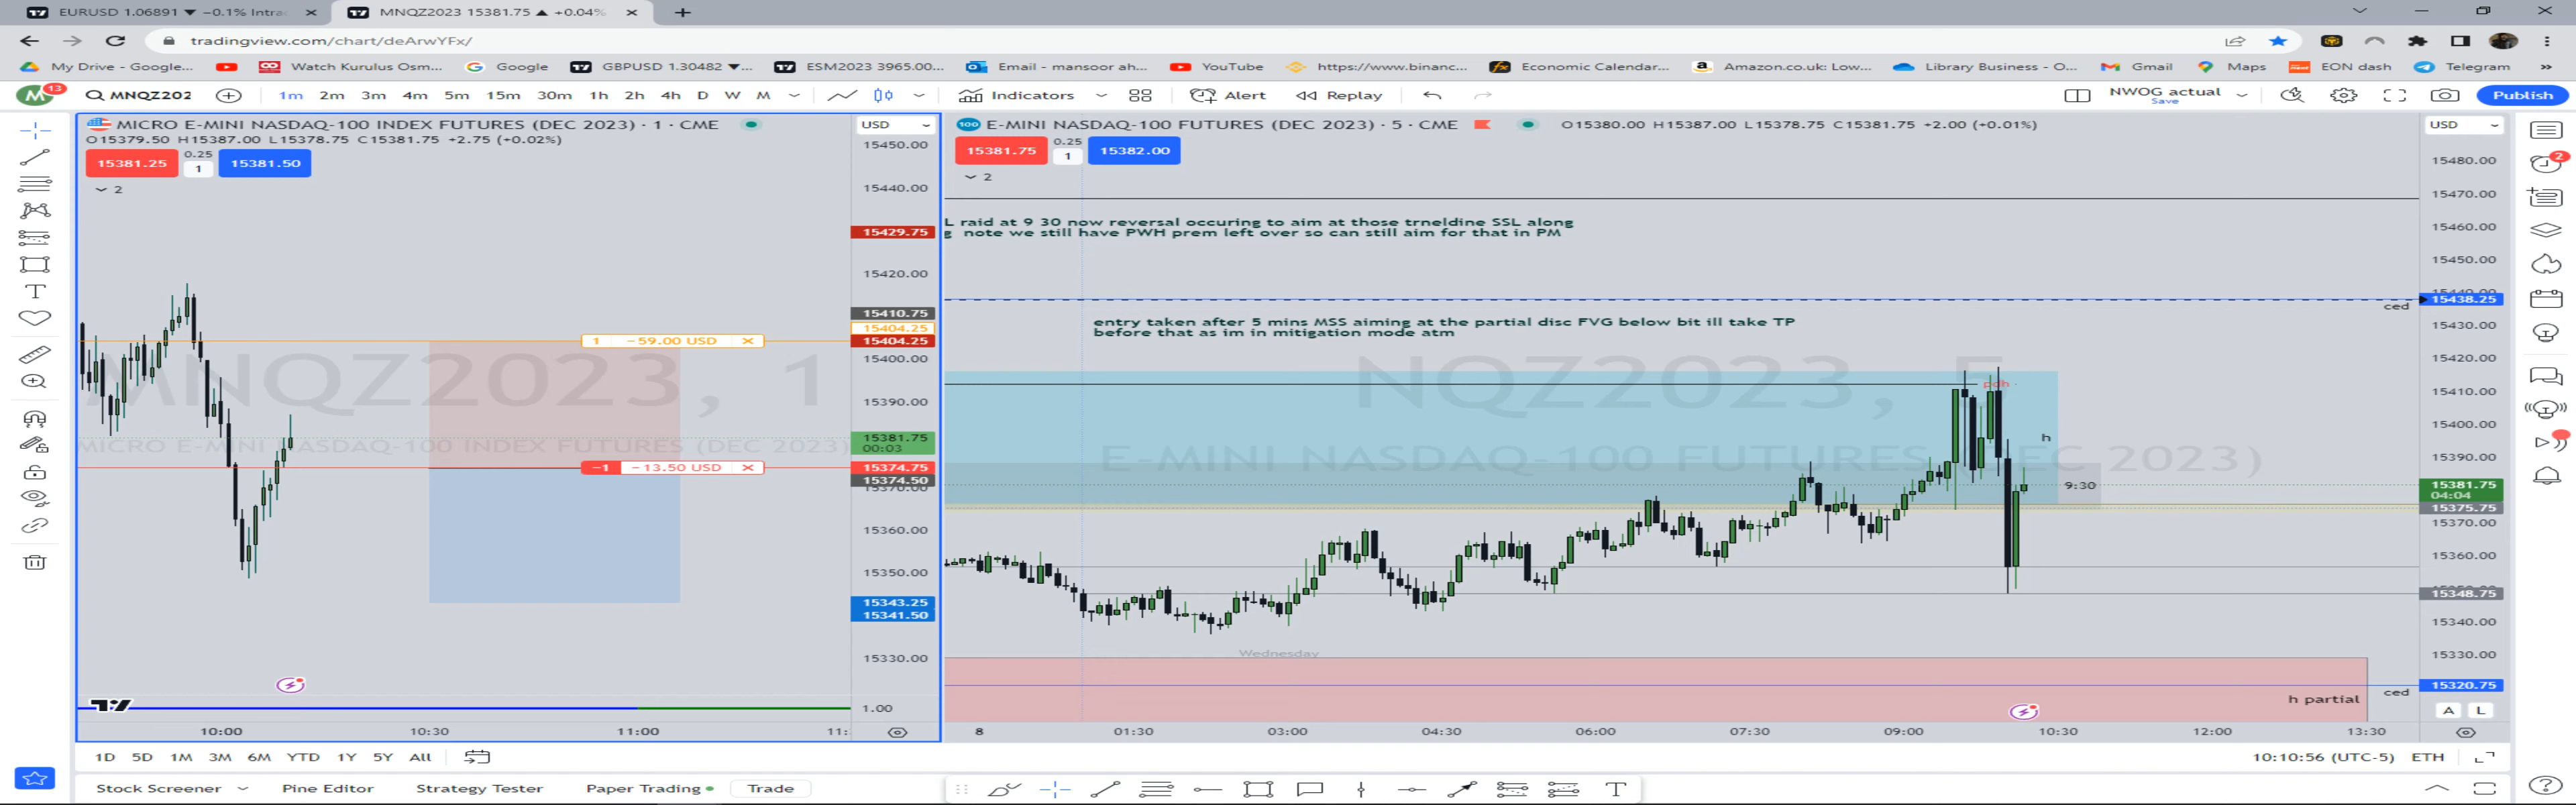 EURUSD 1.06891 ▼ −0.1% Intra
MNQZ2023 15381.75 ▲ +0.04%
tradingview.com/chart/deArwYFx/
My Drive - Google...
Watch Kurulus Osm...
Google
GBPUSD 1.30482 ▼...
ESM2023 3965.00...
Email - mansoor ah...
YouTube
https://www.binanc...
Economic Calendar...
Amazon.co.uk: Low...
Library Business - O...
Gmail
Maps
EON dash
Telegram
M 13 MNQZ202
1m 2m 3m 4m 5m 15m 30m 1h 2h 4h D W M
Indicators
Alert
Replay
NWOG actual
Save
Publish
MICRO E-MINI NASDAQ-100 INDEX FUTURES (DEC 2023) · 1 · CME
O15379.50 H15387.00 L15378.75 C15381.75 +2.75 (+0.02%)
15381.25
0.25
1
15381.50
2
USD
15450.00
15440.00
15429.75
15420.00
15410.75
15404.25
15404.25
15400.00
15390.00
15381.75
00:03
15374.75
15374.50
15370.00
15360.00
15350.00
15343.25
15341.50
15330.00
1.00
1 −59.00 USD
−1 −13.50 USD
MNQZ2023, 1
MICRO E-MINI NASDAQ-100 INDEX FUTURES (DEC 2023)
10:00 10:30 11:00 11:
100 E-MINI NASDAQ-100 FUTURES (DEC 2023) · 5 · CME
O15380.00 H15387.00 L15378.75 C15381.75 +2.00 (+0.01%)
15381.75
0.25
1
15382.00
2
L raid at 9 30 now reversal occuring to aim at those trneldine SSL along
g note we still have PWH prem left over so can still aim for that in PM
entry taken after 5 mins MSS aiming at the partial disc FVG below bit ill take TP
before that as im in mitigation mode atm
NQZ2023, 5
E-MINI NASDAQ-100 FUTURES (DEC 2023)
pdh
h
9:30
ced
Wednesday
ced
h partial
USD
15480.00
15470.00
15460.00
15450.00
15440.00
15438.25
15430.00
15420.00
15410.00
15400.00
15390.00
15381.75
04:04
15375.75
15370.00
15360.00
15348.75
15340.00
15330.00
15320.75
A L
8 01:30 03:00 04:30 06:00 07:30 09:00 10:30 12:00 13:30
1D 5D 1M 3M 6M YTD 1Y 5Y All
10:10:56 (UTC-5) ETH
Stock Screener
Pine Editor
Strategy Tester
Paper Trading
Trade
2